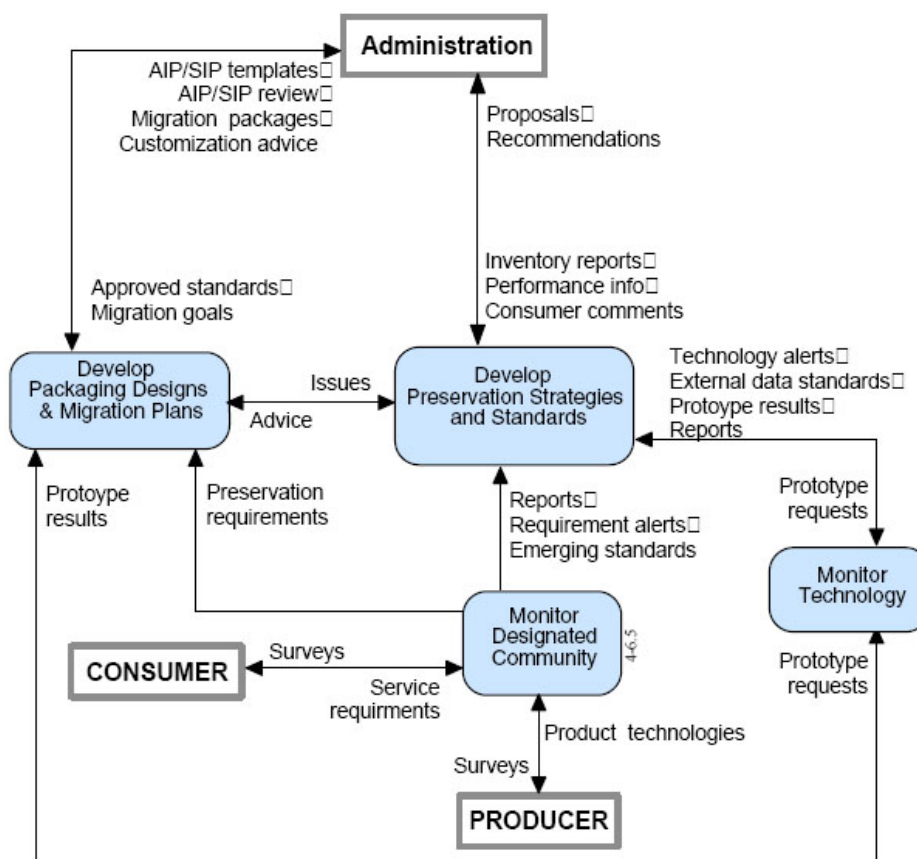 Administration
AIP/SIP templates□
AIP/SIP review□
Migration packages□
Customization advice
Proposals□
Recommendations
Inventory reports□
Performance info□
Consumer comments
Approved standards□
Migration goals
Develop
Packaging Designs
& Migration Plans
Issues
Advice
Develop
Preservation Strategies
and Standards
Technology alerts□
External data standards□
Protoype results□
Reports
Protoype
results
Preservation
requirements
Reports□
Requirement alerts□
Emerging standards
Prototype
requests
Monitor
Technology
Monitor
Designated
Community
4-6.5
CONSUMER
Surveys
Service
requirments
Prototype
requests
Product technologies
Surveys
PRODUCER